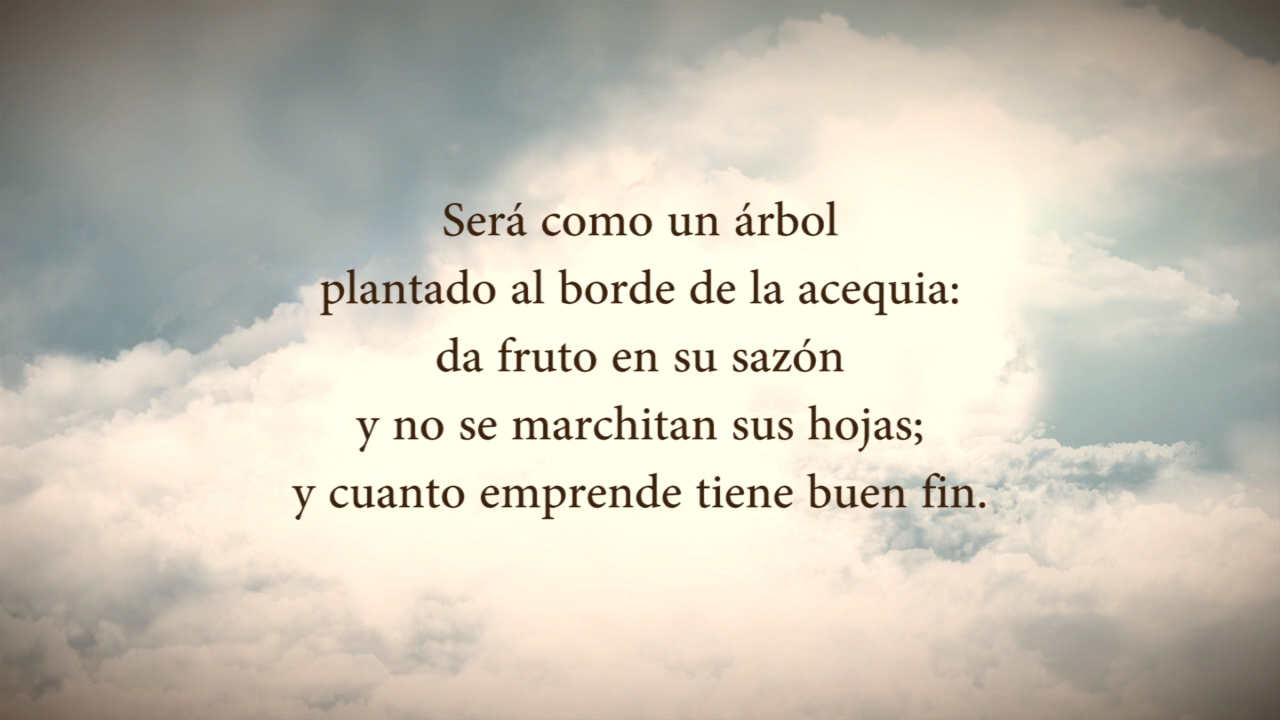 Será como un árbol
plantado al borde de la acequia:
da fruto en su sazón
y no se marchitan sus hojas;
y cuanto emprende tiene buen fin.